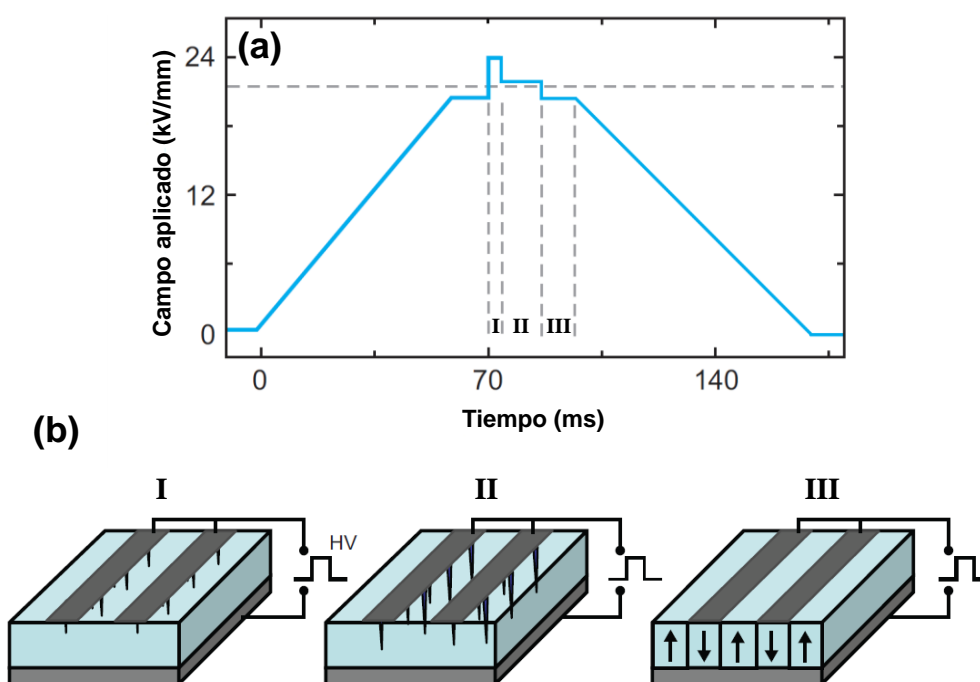 (a)
Campo aplicado (kV/mm)
24
12
0
I II III
0 70 140
Tiempo (ms)
(b)
I II III
HV